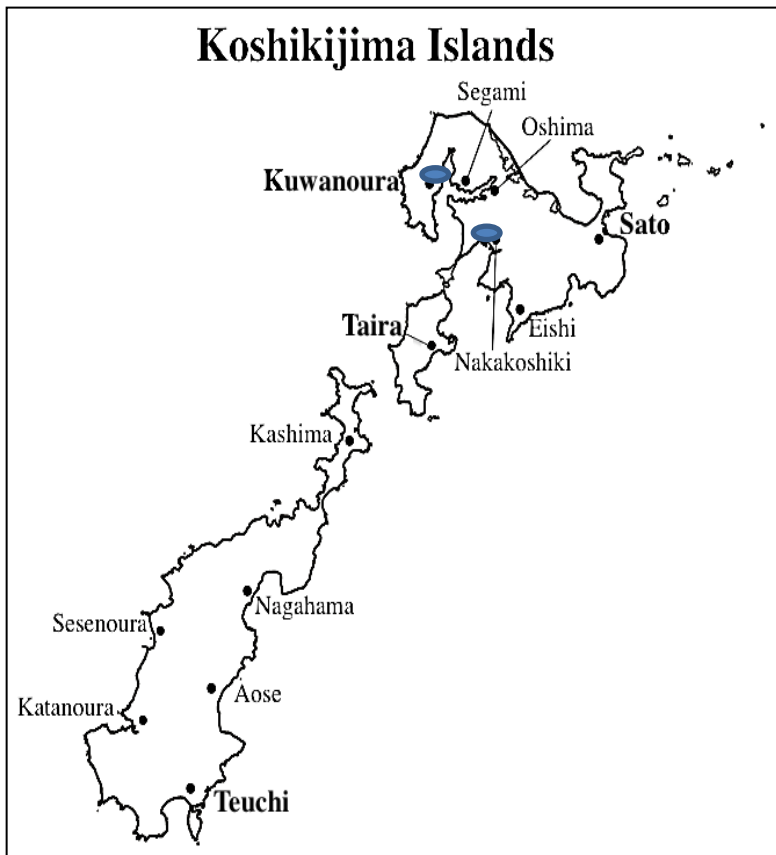 Koshikijima Islands
Segami
Oshima
Kuwanoura
Sato
Eishi
Taira
Nakakoshiki
Kashima
Nagahama
Sesenoura
Aose
Katanoura
Teuchi